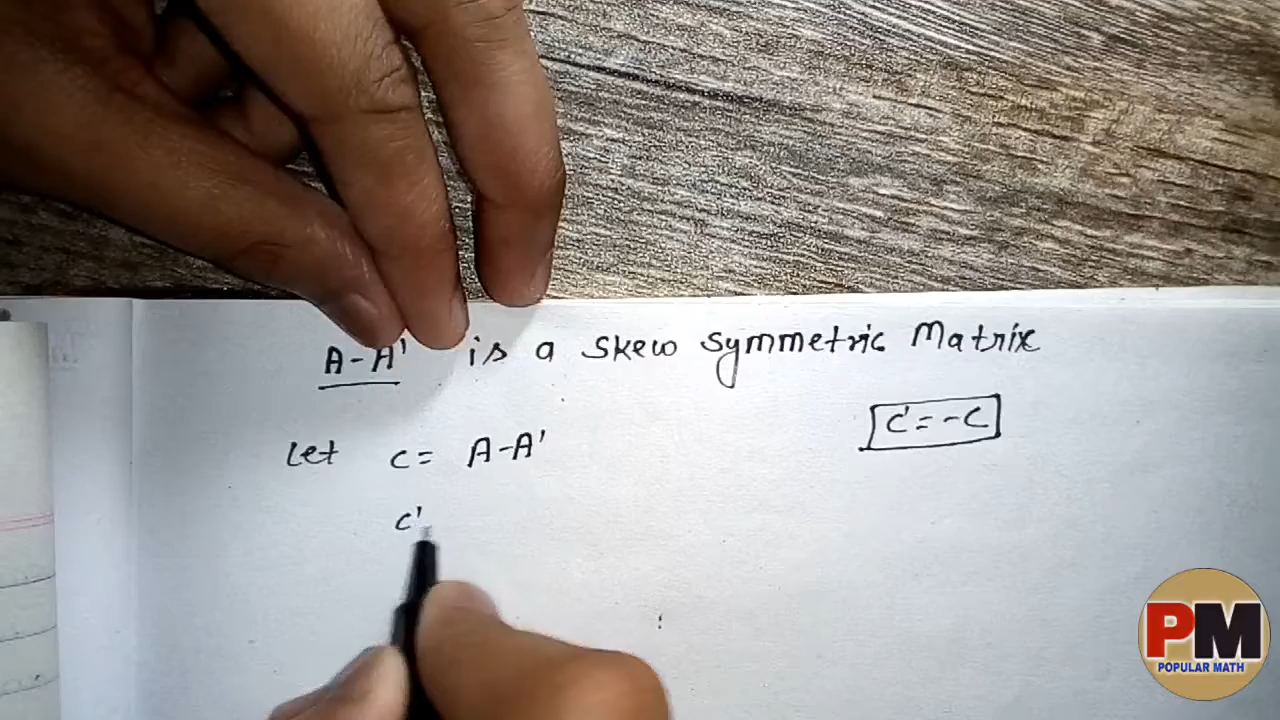 A-A' is a Skew Symmetric Matrix
C'=-C
Let C= A-A'
C'
PM
POPULAR MATH